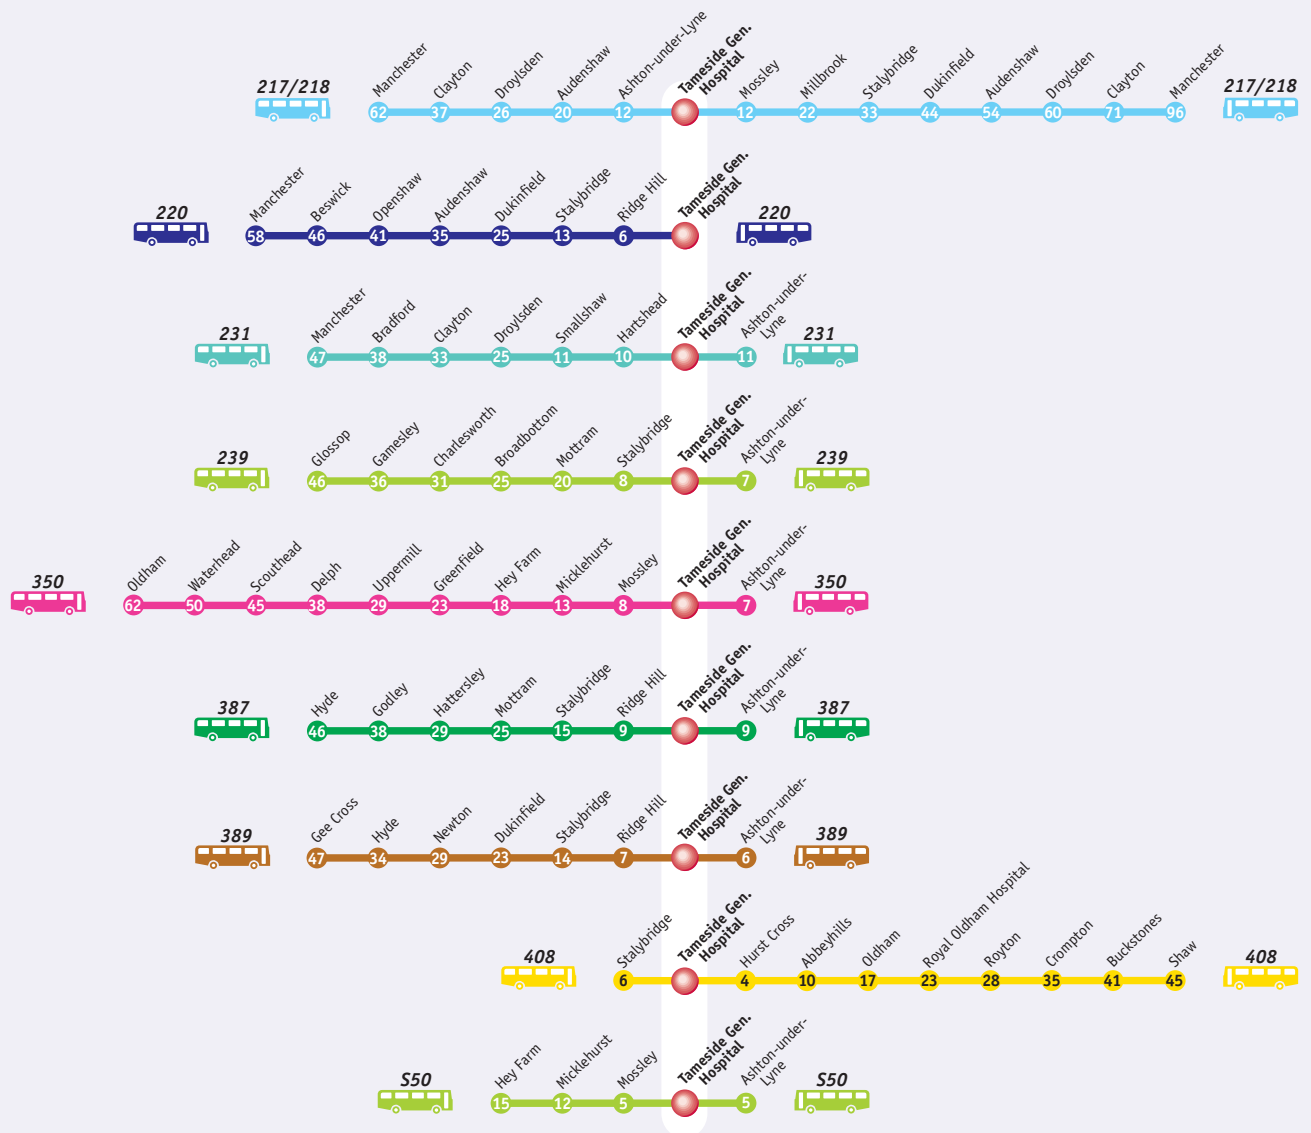 217/218
Manchester
Clayton
Droylsden
Audenshaw
Ashton-under-Lyne
Tameside Gen.
Hospital
Mossley
Millbrook
Stalybridge
Dukinfield
Audenshaw
Droylsden
Clayton
Manchester
217/218
62 37 26 20 12 12 22 33 44 54 60 71 96
220
Manchester
Beswick
Openshaw
Audenshaw
Dukinfield
Stalybridge
Ridge Hill
Tameside Gen.
Hospital
220
58 46 41 35 25 13 6
231
Manchester
Bradford
Clayton
Droylsden
Smallshaw
Hartshead
Tameside Gen.
Hospital
Ashton-under-
Lyne
231
47 38 33 25 11 10 11
239
Glossop
Gamesley
Charlesworth
Broadbottom
Mottram
Stalybridge
Tameside Gen.
Hospital
Ashton-under-
Lyne
239
46 36 31 25 20 8 7
350
Oldham
Waterhead
Scouthead
Delph
Uppermill
Greenfield
Hey Farm
Micklehurst
Mossley
Tameside Gen.
Hospital
Ashton-under-
Lyne
350
62 50 45 38 29 23 18 13 8 7
387
Hyde
Godley
Hattersley
Mottram
Stalybridge
Ridge Hill
Tameside Gen.
Hospital
Ashton-under-
Lyne
387
46 38 29 25 15 9 9
389
Gee Cross
Hyde
Newton
Dukinfield
Stalybridge
Ridge Hill
Tameside Gen.
Hospital
Ashton-under-
Lyne
389
47 34 29 23 14 7 6
408
Stalybridge
Tameside Gen.
Hospital
Hurst Cross
Abbeyhills
Oldham
Royal Oldham Hospital
Royton
Crompton
Buckstones
Shaw
408
6 4 10 17 23 28 35 41 45
S50
Hey Farm
Micklehurst
Mossley
Tameside Gen.
Hospital
Ashton-under-
Lyne
S50
15 12 5 5